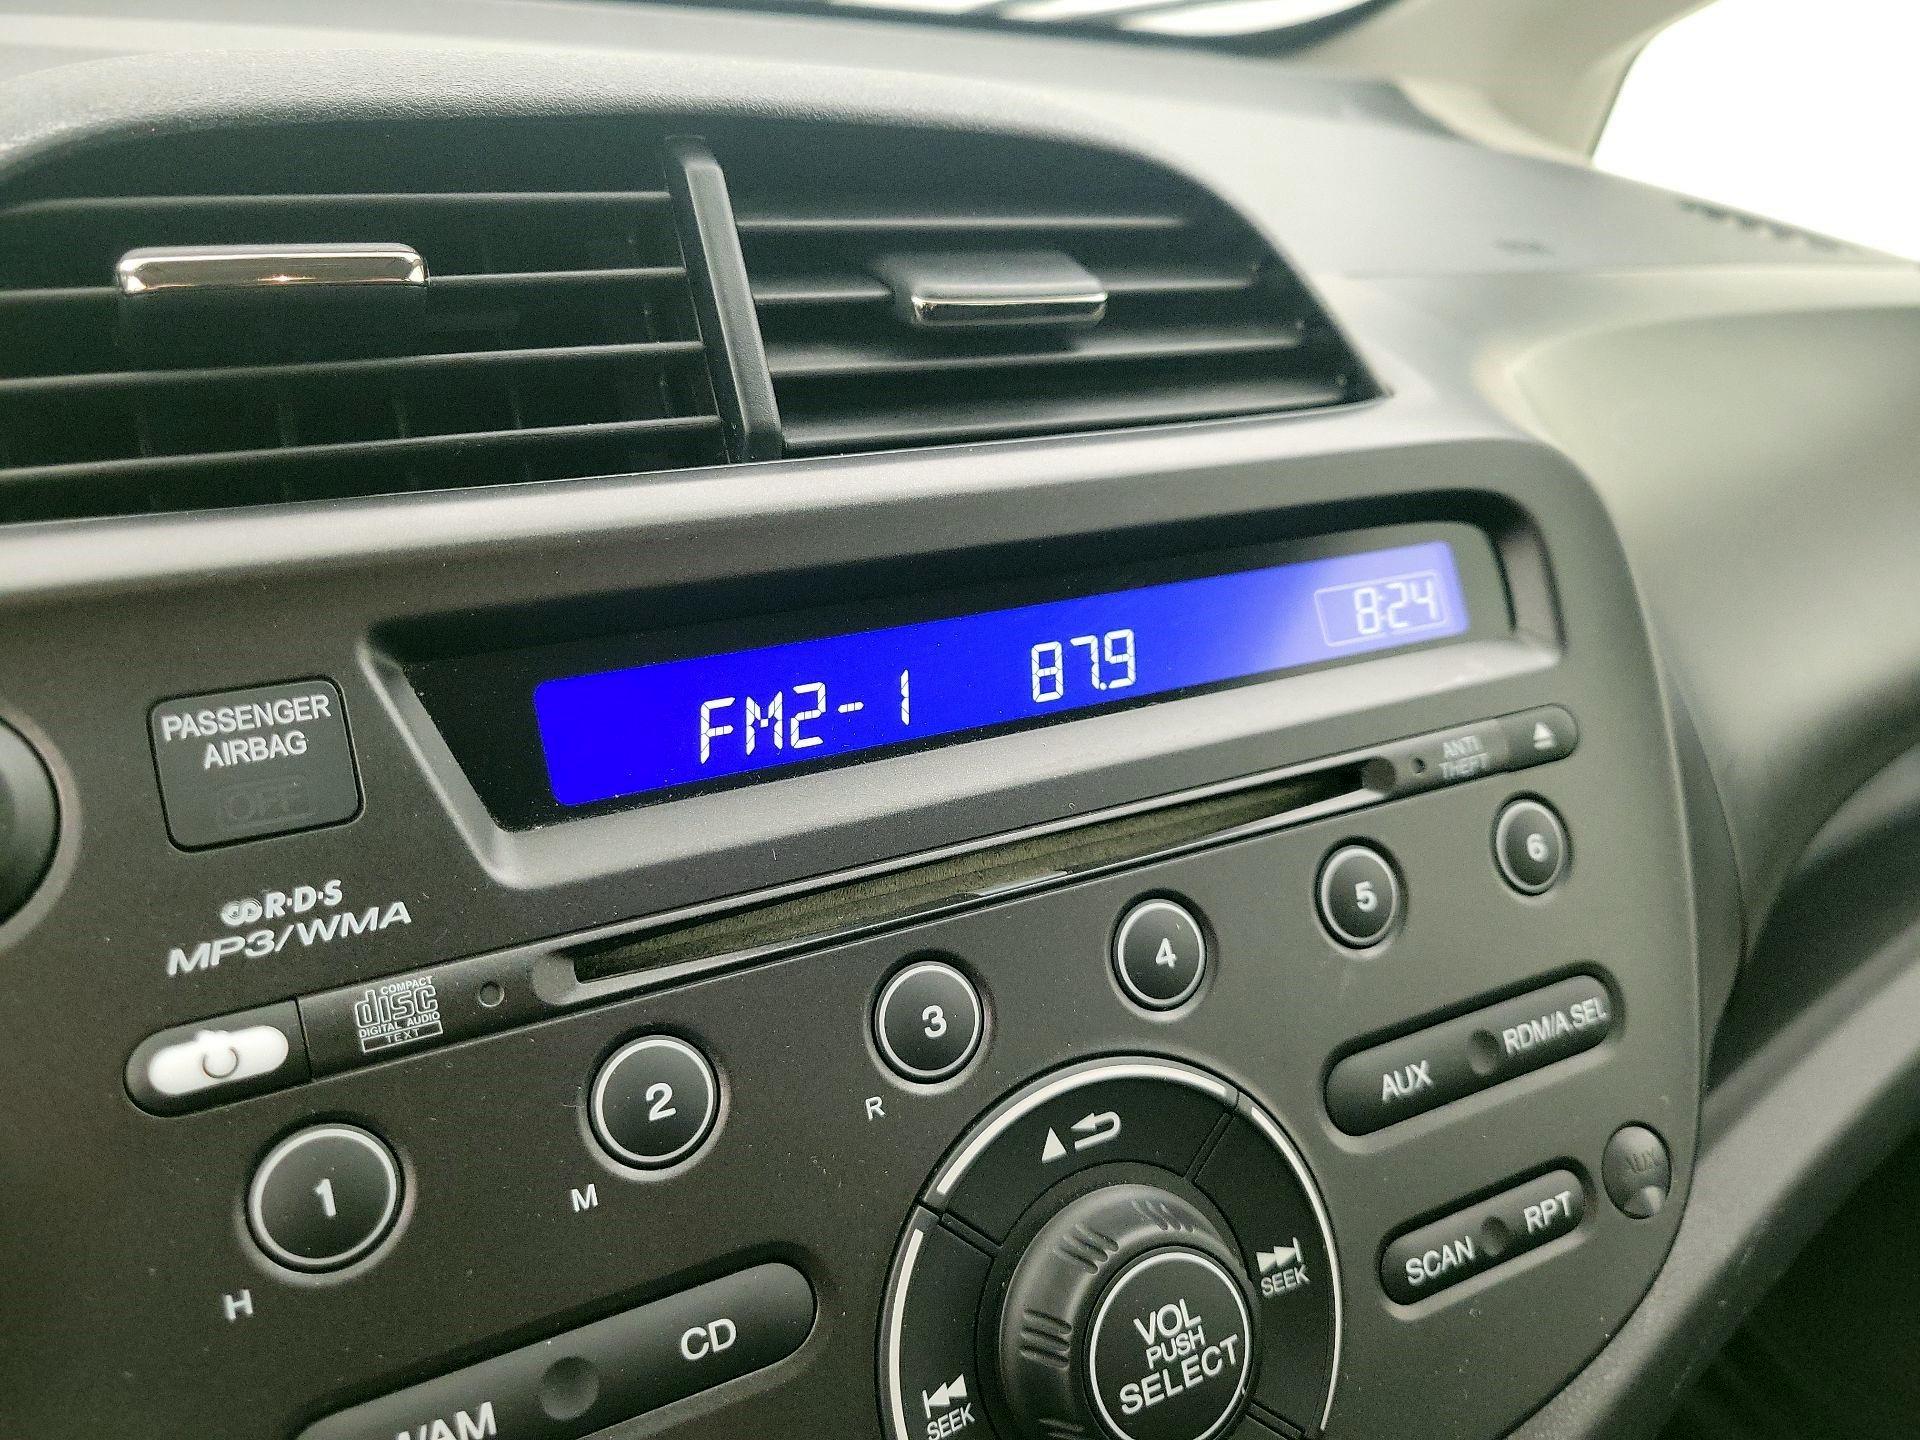 8:24
FM2-1 87.9
PASSENGER
AIRBAG
OFF
R·D·S
MP3/WMA
ANTI
THEFT
COMPACT
disc
DIGITAL AUDIO
TEXT
1
2
3
4
5
6
H
M
R
AUX
RDM/A.SEL
AUX
SCAN
RPT
SEEK
VOL
PUSH
SELECT
SEEK
CD
/AM